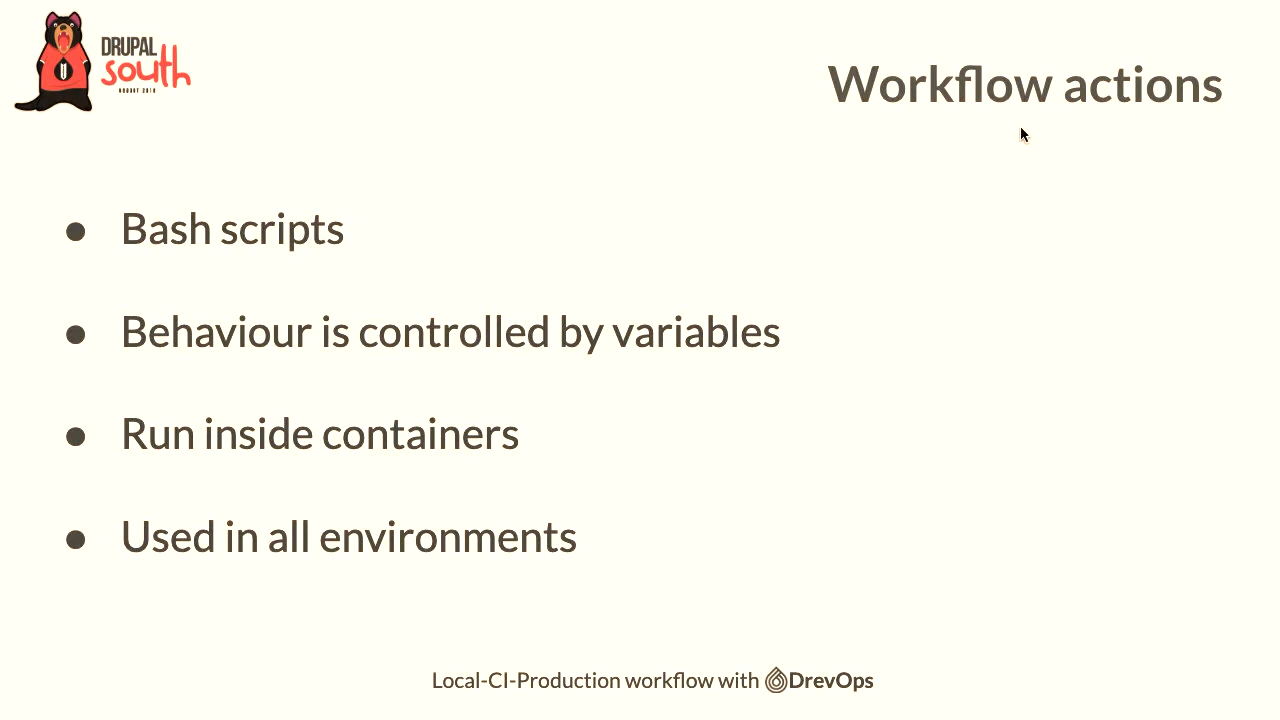 DRUPAL
south
Workflow actions
● Bash scripts
● Behaviour is controlled by variables
● Run inside containers
● Used in all environments
Local-CI-Production workflow with DrevOps